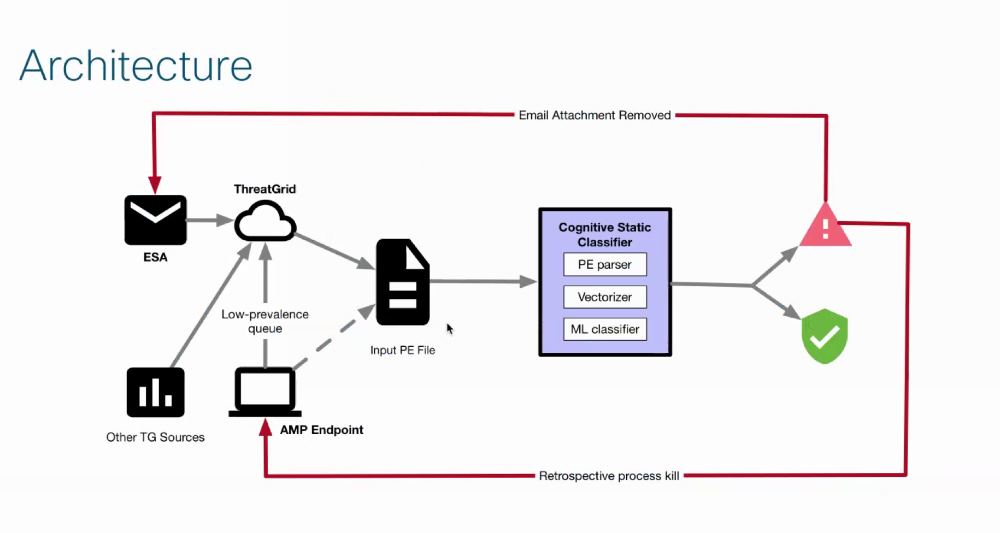 Architecture
Email Attachment Removed
ThreatGrid
ESA
Cognitive Static
Classifier
PE parser
Vectorizer
ML classifier
Low-prevalence
queue
Input PE File
Other TG Sources
AMP Endpoint
Retrospective process kill